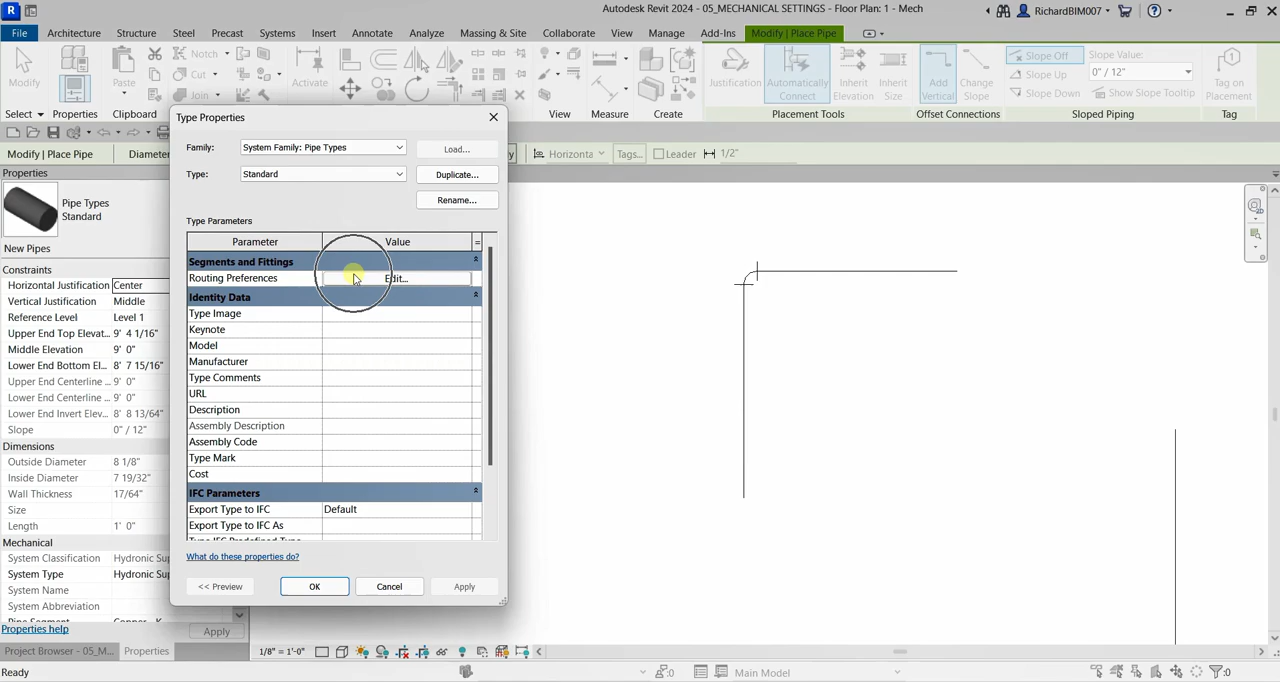 Autodesk Revit 2024 - 05_MECHANICAL SETTINGS - Floor Plan: 1 - Mech
RichardBIM007
File Architecture Structure Steel Precast Systems Insert Annotate Analyze Massing & Site Collaborate View Manage Add-Ins Modify | Place Pipe
Modify Paste Notch Cut Join Activate Justification Automatically Connect Inherit Elevation Inherit Size Add Vertical Change Slope Slope Off Slope Value: Tag on Placement
Slope Up 0" / 12"
Slope Down Show Slope Tooltip
Select Properties Clipboard View Measure Create Placement Tools Offset Connections Sloped Piping Tag
Modify | Place Pipe Diameter Horizonta Tags... Leader 1/2"
Properties
Pipe Types
Standard
New Pipes
Constraints
Horizontal Justification Center
Vertical Justification Middle
Reference Level Level 1
Upper End Top Elevat... 9' 4 1/16"
Middle Elevation 9' 0"
Lower End Bottom El... 8' 7 15/16"
Upper End Centerline ... 9' 0"
Lower End Centerline ... 9' 0"
Lower End Invert Elev... 8' 8 13/64"
Slope 0" / 12"
Dimensions
Outside Diameter 8 1/8"
Inside Diameter 7 19/32"
Wall Thickness 17/64"
Size
Length 1' 0"
Mechanical
System Classification Hydronic Sup
System Type Hydronic Sup
System Name
System Abbreviation
Pipe Segment Copper - K
Properties help Apply
Project Browser - 05_M... Properties
Type Properties
Family: System Family: Pipe Types Load...
Type: Standard Duplicate...
Rename...
Type Parameters
Parameter Value =
Segments and Fittings
Routing Preferences Edit...
Identity Data
Type Image
Keynote
Model
Manufacturer
Type Comments
URL
Description
Assembly Description
Assembly Code
Type Mark
Cost
IFC Parameters
Export Type to IFC Default
Export Type to IFC As
Type IFC Predefined Type
What do these properties do?
<< Preview OK Cancel Apply
1/8" = 1'-0"
Ready :0 Main Model :0